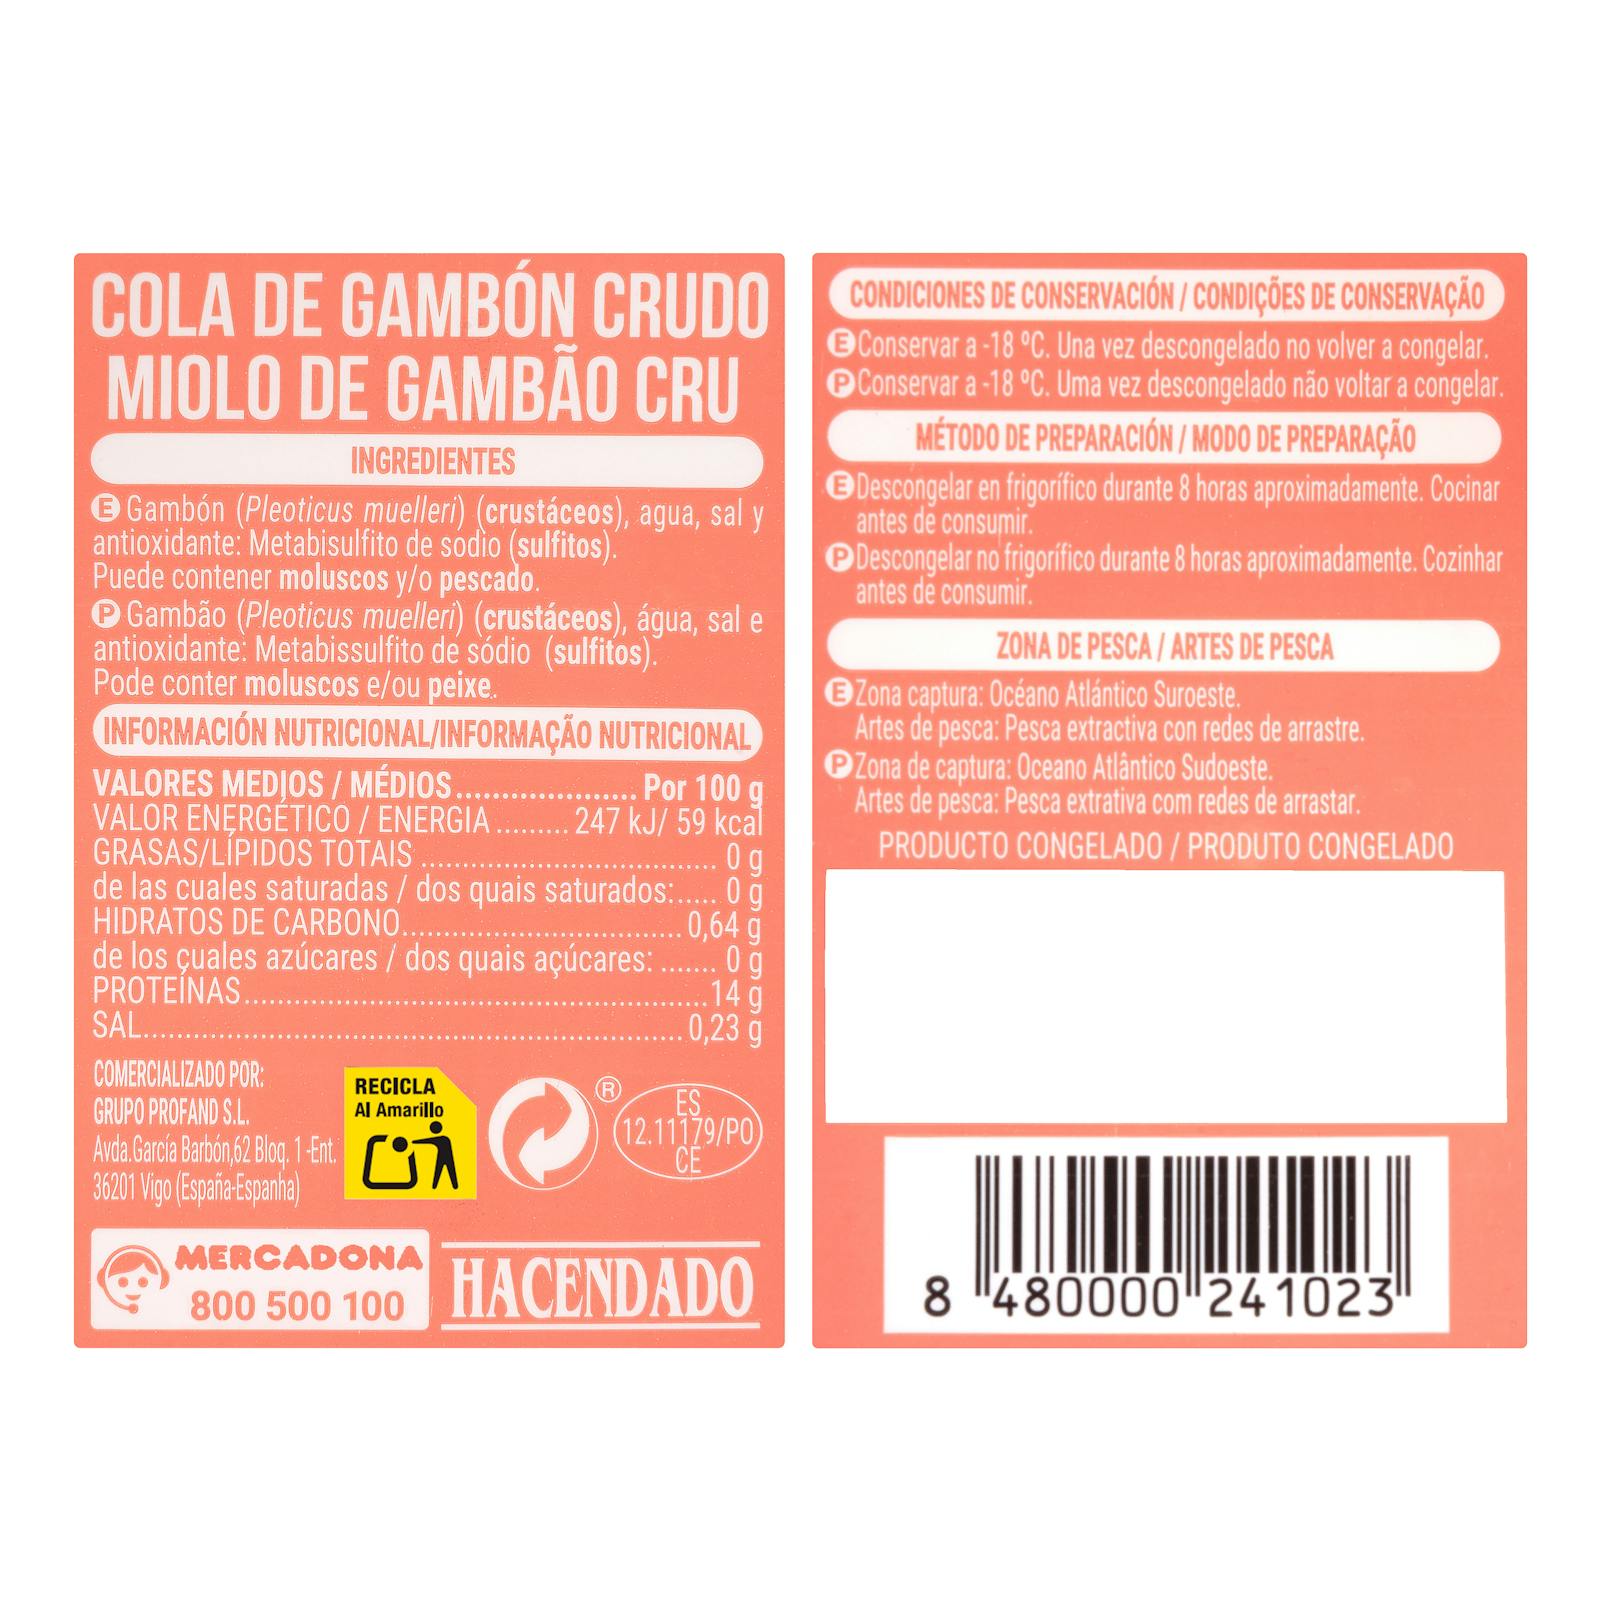 COLA DE GAMBÓN CRUDO
MIOLO DE GAMBÃO CRU
INGREDIENTES
E Gambón (Pleoticus muelleri) (crustáceos), agua, sal y
antioxidante: Metabisulfito de sodio (sulfitos).
Puede contener moluscos y/o pescado.
P Gambão (Pleoticus muelleri) (crustáceos), água, sal e
antioxidante: Metabissulfito de sódio (sulfitos).
Pode conter moluscos e/ou peixe.
INFORMACIÓN NUTRICIONAL/INFORMAÇÃO NUTRICIONAL
VALORES MEDIOS / MÉDIOS..................... Por 100 g
VALOR ENERGÉTICO / ENERGIA ......... 247 kJ/ 59 kcal
GRASAS/LÍPIDOS TOTAIS ................................... 0 g
de las cuales saturadas / dos quais saturados:..... 0 g
HIDRATOS DE CARBONO................................. 0,64 g
de los cuales azúcares / dos quais açúcares: ....... 0 g
PROTEÍNAS......................................................14 g
SAL............................................................... 0,23 g
COMERCIALIZADO POR:
GRUPO PROFAND S.L.
Avda.García Barbón,62 Bloq. 1 -Ent.
36201 Vigo (España-Espanha)
RECICLA
Al Amarillo
®
ES
12.11179/PO
CE
MERCADONA
800 500 100
HACENDADO
CONDICIONES DE CONSERVACIÓN / CONDIÇÕES DE CONSERVAÇÃO
E Conservar a -18 ºC. Una vez descongelado no volver a congelar.
P Conservar a -18 ºC. Uma vez descongelado não voltar a congelar.
MÉTODO DE PREPARACIÓN / MODO DE PREPARAÇÃO
E Descongelar en frigorífico durante 8 horas aproximadamente. Cocinar
antes de consumir.
P Descongelar no frigorífico durante 8 horas aproximadamente. Cozinhar
antes de consumir.
ZONA DE PESCA / ARTES DE PESCA
E Zona captura: Océano Atlántico Suroeste.
Artes de pesca: Pesca extractiva con redes de arrastre.
P Zona de captura: Oceano Atlântico Sudoeste.
Artes de pesca: Pesca extrativa com redes de arrastar.
PRODUCTO CONGELADO / PRODUTO CONGELADO
8 480000 241023